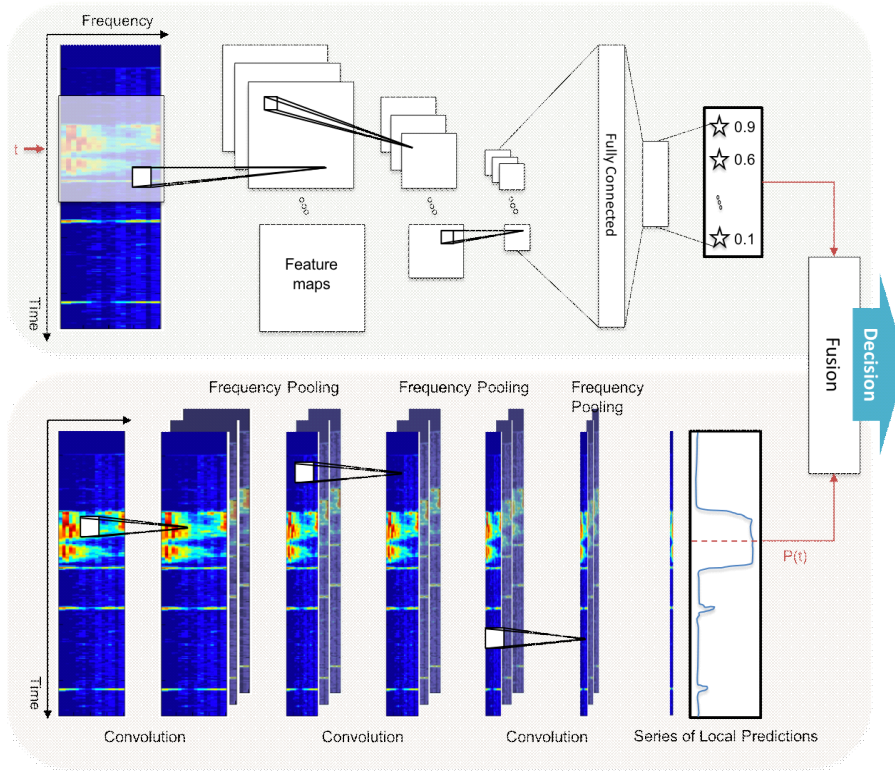 Frequency
t
Time
Feature
maps
Fully Connected
0.9
0.6
0.1
Fusion
Decision
Frequency Pooling
Frequency Pooling
Frequency
Pooling
Time
P(t)
Convolution
Convolution
Convolution
Series of Local Predictions